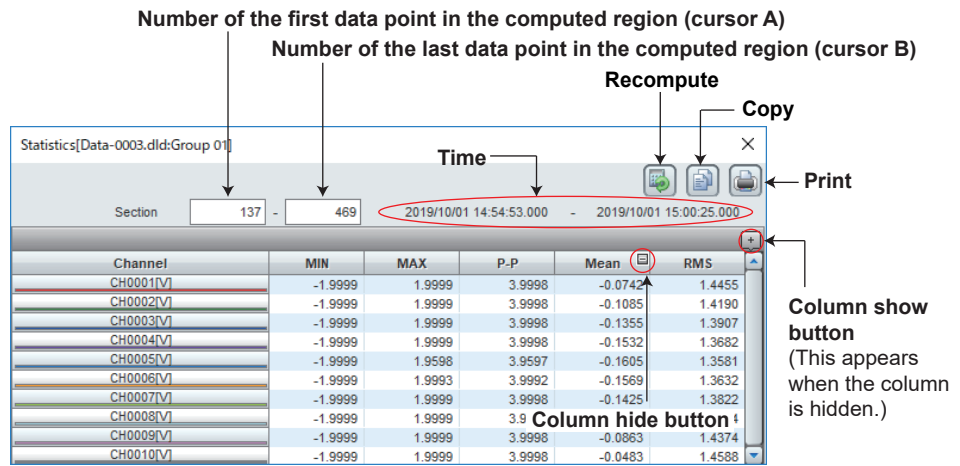 Number of the first data point in the computed region (cursor A)
Number of the last data point in the computed region (cursor B)
Recompute
Copy
Statistics[Data-0003.dld:Group 01]
Time
Print
Section 137 - 469 2019/10/01 14:54:53.000 - 2019/10/01 15:00:25.000
+
Channel MIN MAX P-P Mean RMS
CH0001[V] -1.9999 1.9999 3.9998 -0.0742 1.4455
CH0002[V] -1.9999 1.9999 3.9998 -0.1085 1.4190
CH0003[V] -1.9999 1.9999 3.9998 -0.1355 1.3907
CH0004[V] -1.9999 1.9999 3.9998 -0.1532 1.3682
CH0005[V] -1.9999 1.9598 3.9597 -0.1605 1.3581
CH0006[V] -1.9999 1.9993 3.9992 -0.1569 1.3632
CH0007[V] -1.9999 1.9999 3.9998 -0.1425 1.3822
CH0008[V] -1.9999 1.9999
CH0009[V] -1.9999 1.9999 3.9998 -0.0863 1.4374
CH0010[V] -1.9999 1.9999 3.9998 -0.0483 1.4588
Column hide button
Column show
button
(This appears
when the column
is hidden.)